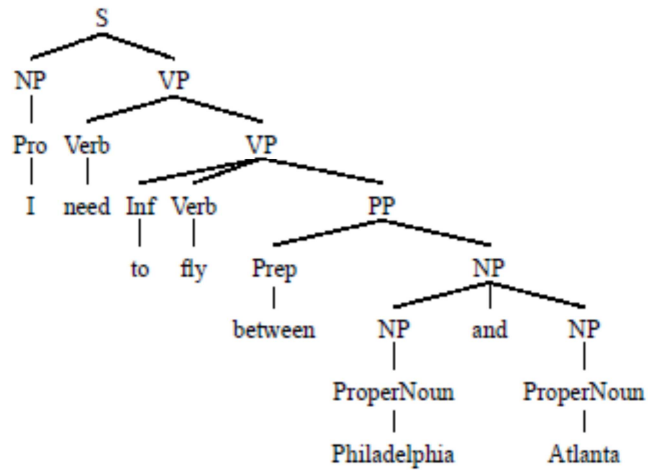 S
NP VP
Pro Verb VP
I need Inf Verb PP
to fly Prep NP
between NP and NP
ProperNoun ProperNoun
Philadelphia Atlanta